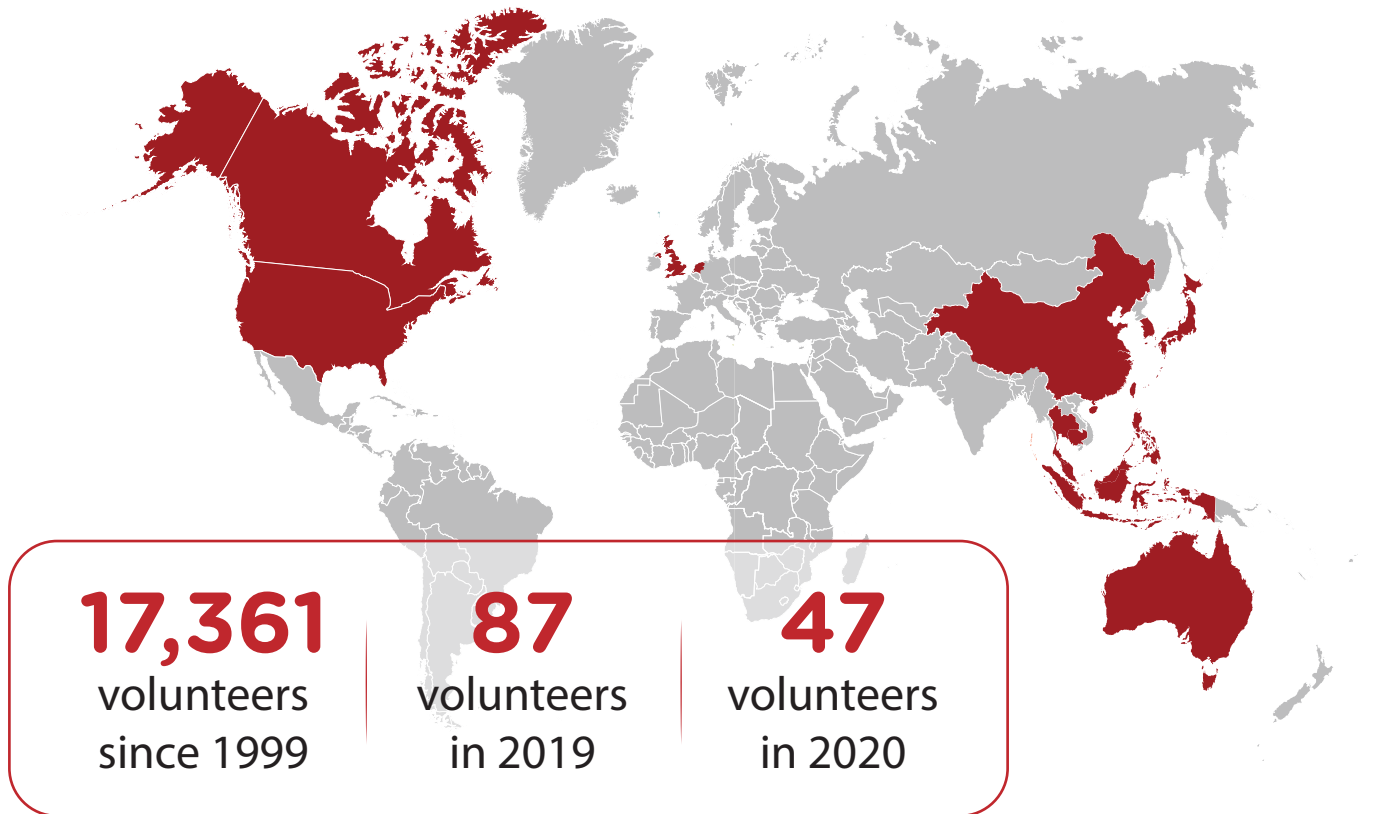 17,361
volunteers
since 1999
87
volunteers
in 2019
47
volunteers
in 2020